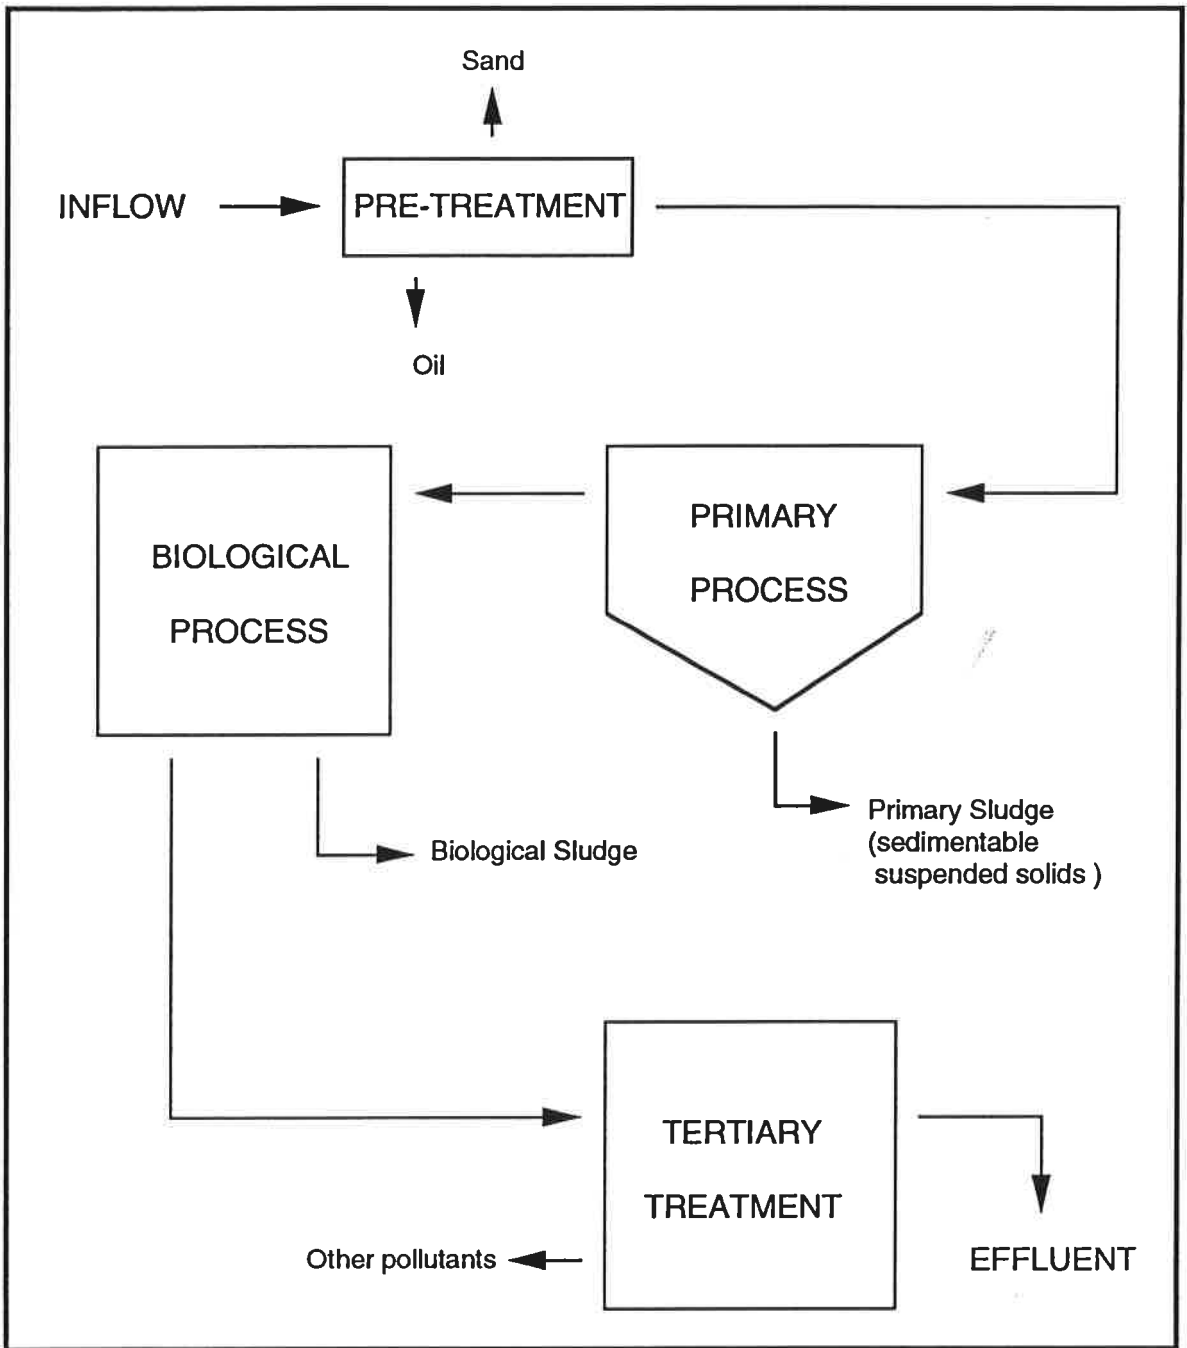 Sand
INFLOW
PRE-TREATMENT
Oil
BIOLOGICAL
PROCESS
PRIMARY
PROCESS
Primary Sludge
(sedimentable
suspended solids )
Biological Sludge
TERTIARY
TREATMENT
Other pollutants
EFFLUENT